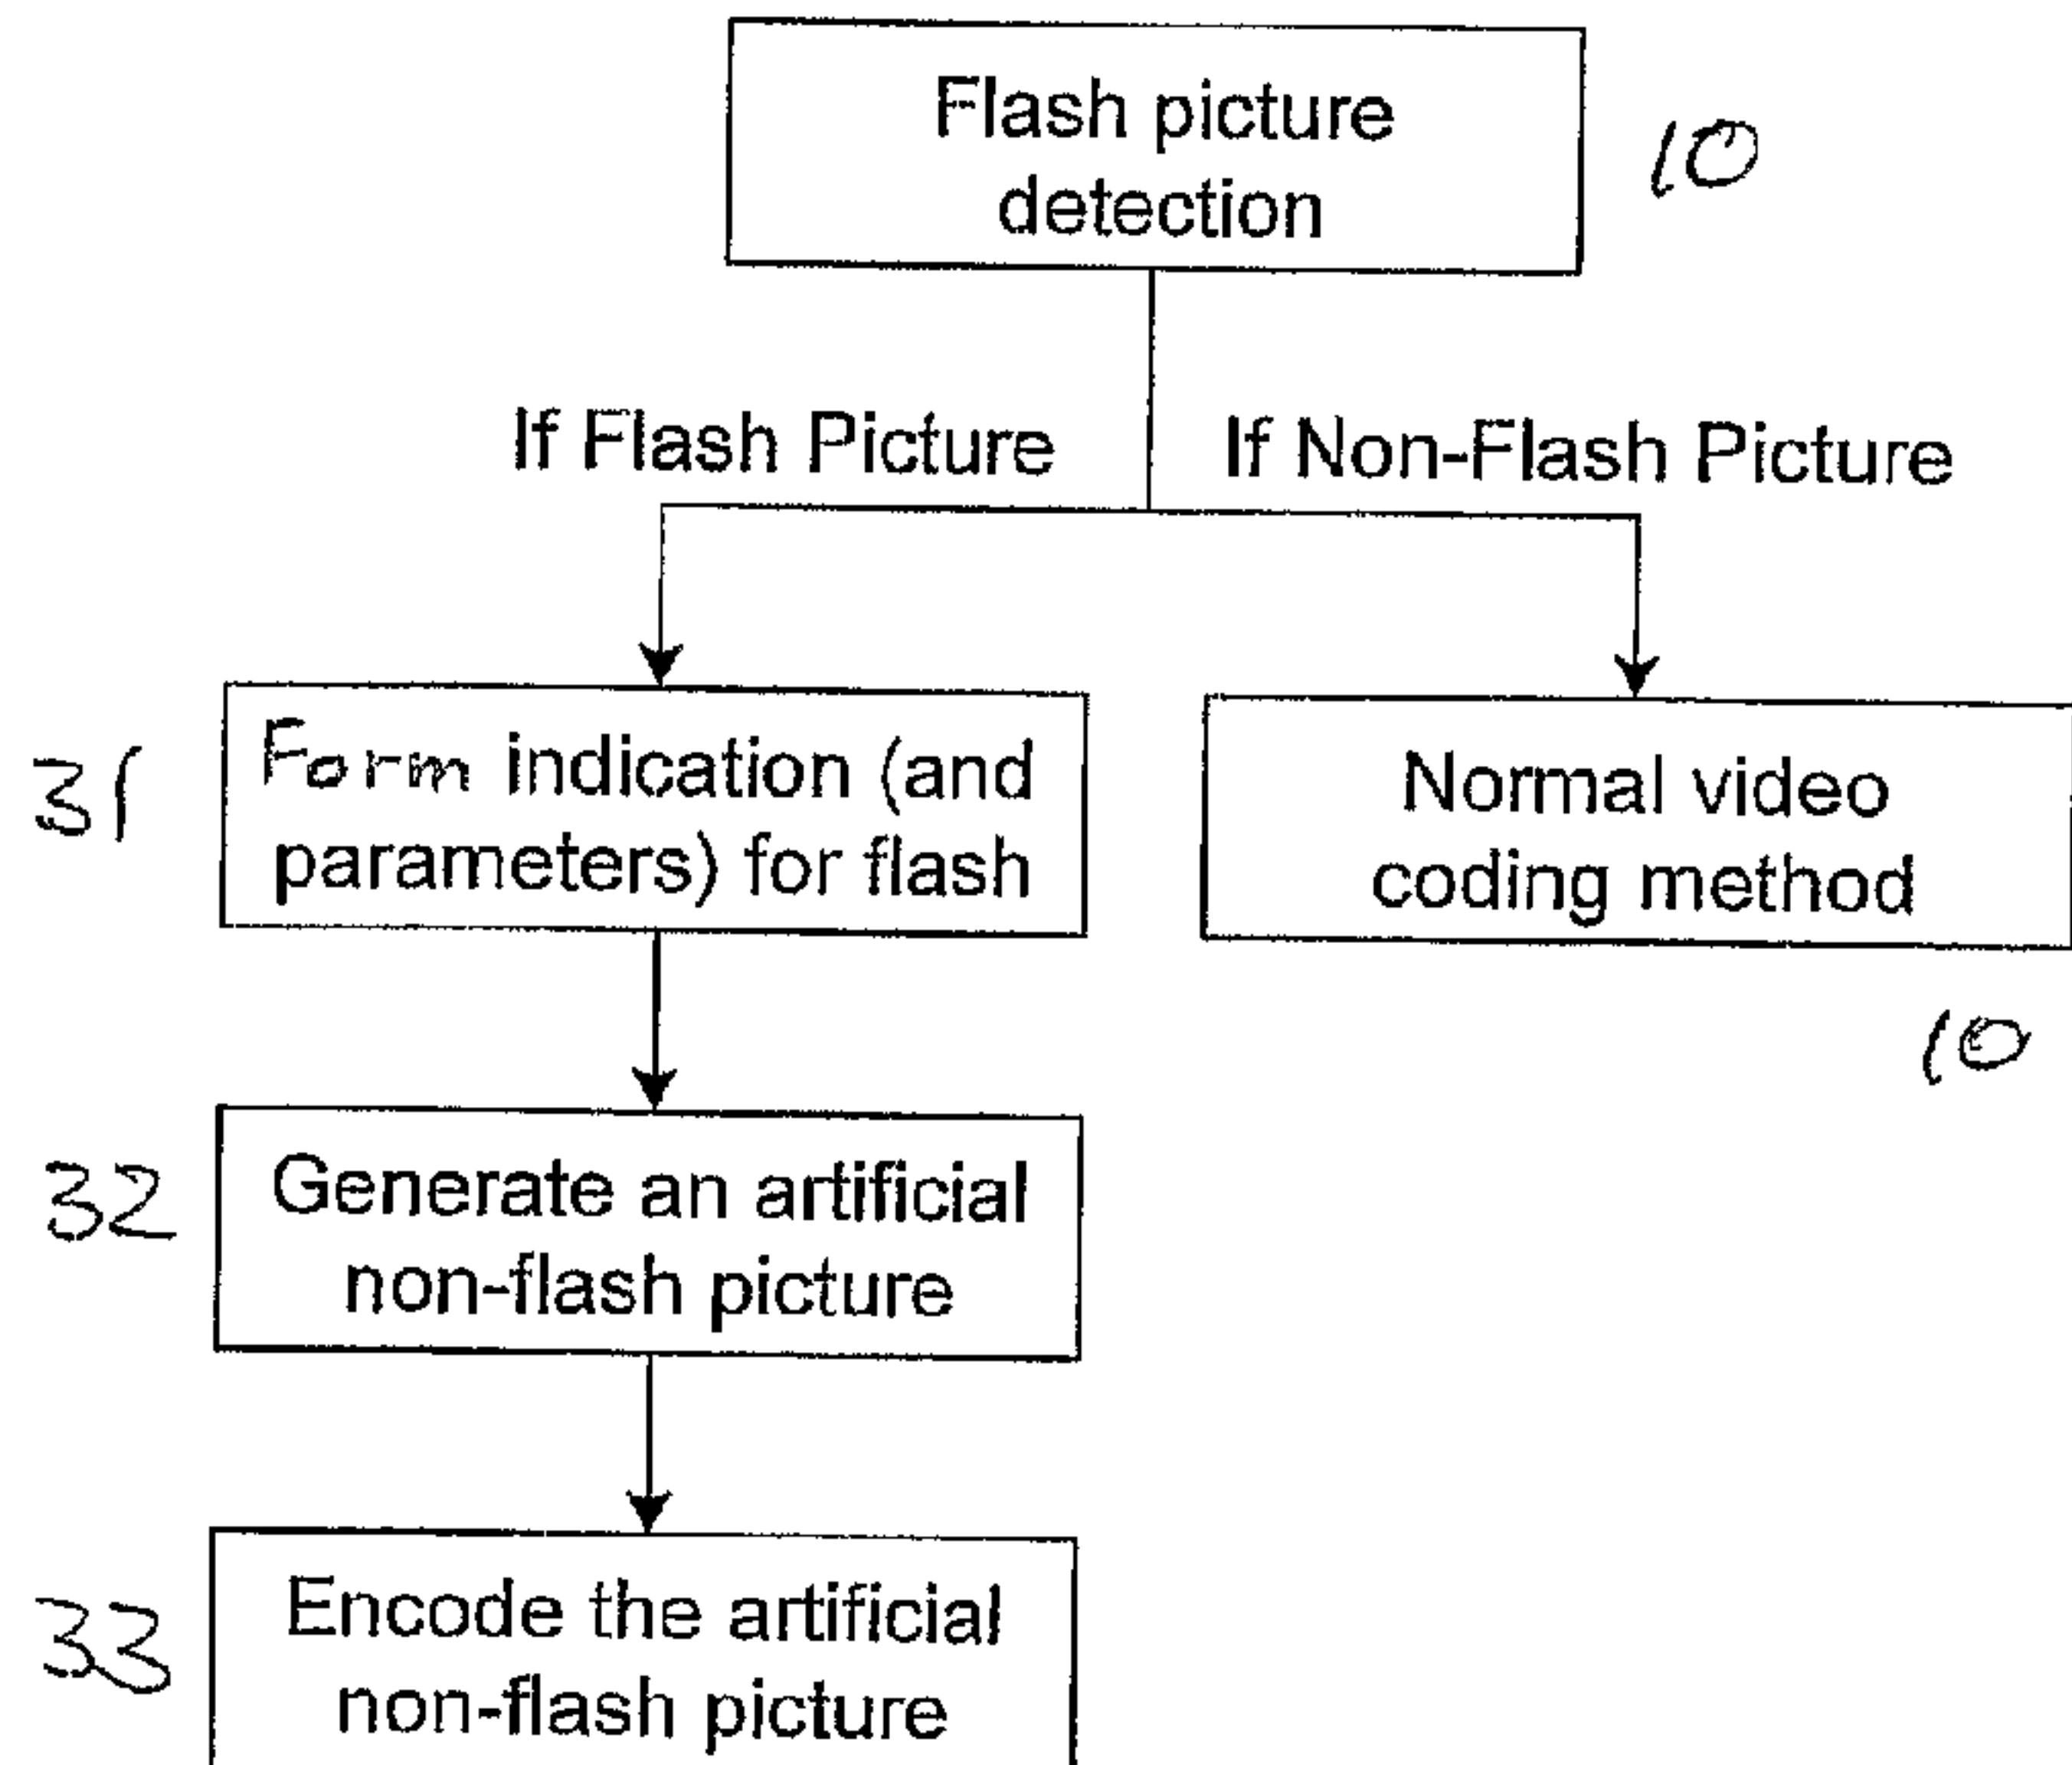 Flash picture
detection
10
If Flash Picture
If Non-Flash Picture
31
Form indication (and
parameters) for flash
Normal video
coding method
10
32
Generate an artificial
non-flash picture
33
Encode the artificial
non-flash picture